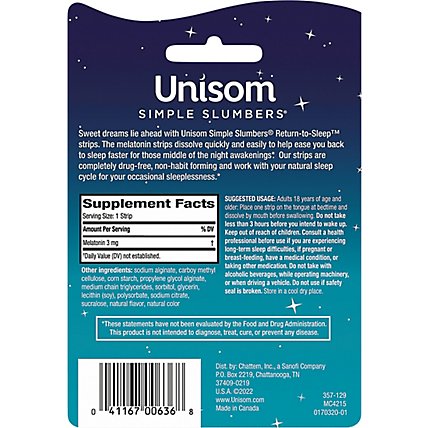 Unisom
SIMPLE SLUMBERS®
Sweet dreams lie ahead with Unisom Simple Slumbers® Return-to-Sleep™
strips. The melatonin strips dissolve quickly and easily to help ease you back
to sleep faster for those middle of the night awakenings*. Our strips are
completely drug-free, non-habit forming and work with your natural sleep
cycle for your occasional sleeplessness.*
Supplement Facts
Serving Size: 1 Strip
Amount Per Serving % DV
Melatonin 3 mg †
*Daily Value (DV) not established.
Other ingredients: sodium alginate, carboy methyl
cellulose, corn starch, propylene glycol alginate,
medium chain triglycerides, sorbitol, glycerin,
lecithin (soy), polysorbate, sodium citrate,
sucralose, natural flavor, natural color
SUGGESTED USAGE: Adults 18 years of age and
older: Place one strip on the tongue at bedtime and
dissolve by mouth before swallowing. Do not take
less than 3 hours before you intend to wake up.
Keep out of reach of children. Consult a health
professional before use if you are experiencing
long-term sleep difficulties, if pregnant or
breast-feeding, have a medical condition, or
taking other medication. Do not take with
alcoholic beverages, while operating machinery,
or when driving a vehicle. Do not use if safety
seal is broken. Store in a cool dry place.
*These statements have not been evaluated by the Food and Drug Administration.
This product is not intended to diagnose, treat, cure, or prevent any disease.
0 41167 00636 8
Dist. by: Chattem, Inc., a Sanofi Company
P.O. Box 2219, Chattanooga, TN
37409-0219
U.S.A. ©2022
www.Unisom.com
Made in Canada
357-129
MC4215
0170320-01